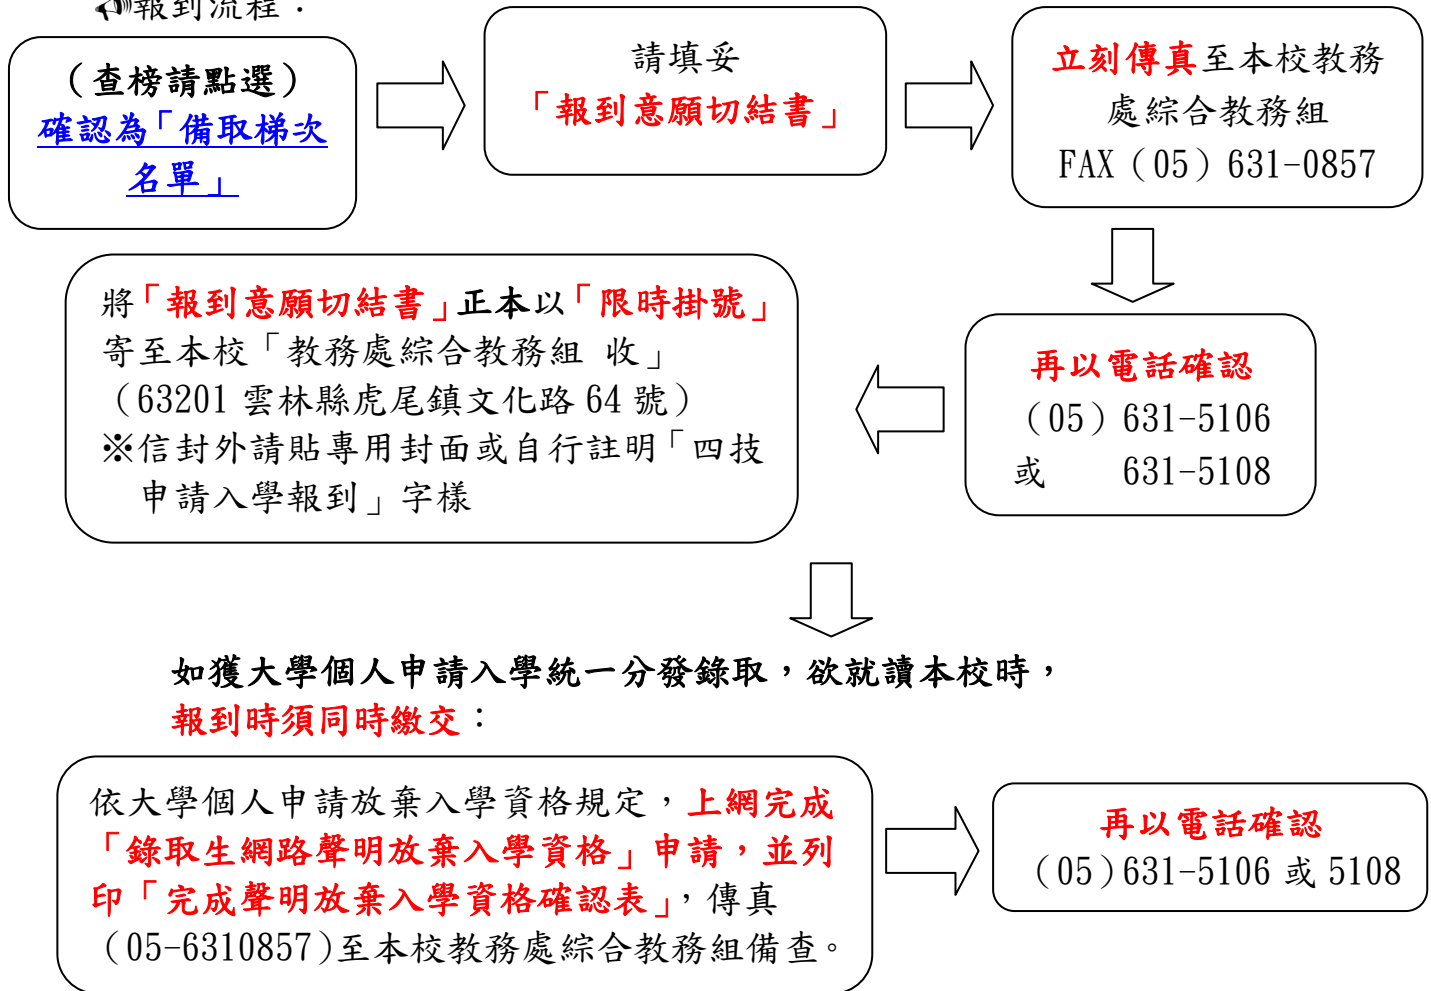 報到流程：
（查榜請點選）
確認為「備取梯次
名單」
請填妥
「報到意願切結書」
立刻傳真至本校教務
處綜合教務組
FAX（05）631-0857
再以電話確認
（05）631-5106
或 631-5108
將「報到意願切結書」正本以「限時掛號」
寄至本校「教務處綜合教務組 收」
（63201 雲林縣虎尾鎮文化路 64 號）
※信封外請貼專用封面或自行註明「四技
申請入學報到」字樣
如獲大學個人申請入學統一分發錄取，欲就讀本校時，
報到時須同時繳交：
依大學個人申請放棄入學資格規定，上網完成
「錄取生網路聲明放棄入學資格」申請，並列
印「完成聲明放棄入學資格確認表」，傳真
（05-6310857)至本校教務處綜合教務組備查。
再以電話確認
（05)631-5106 或 5108